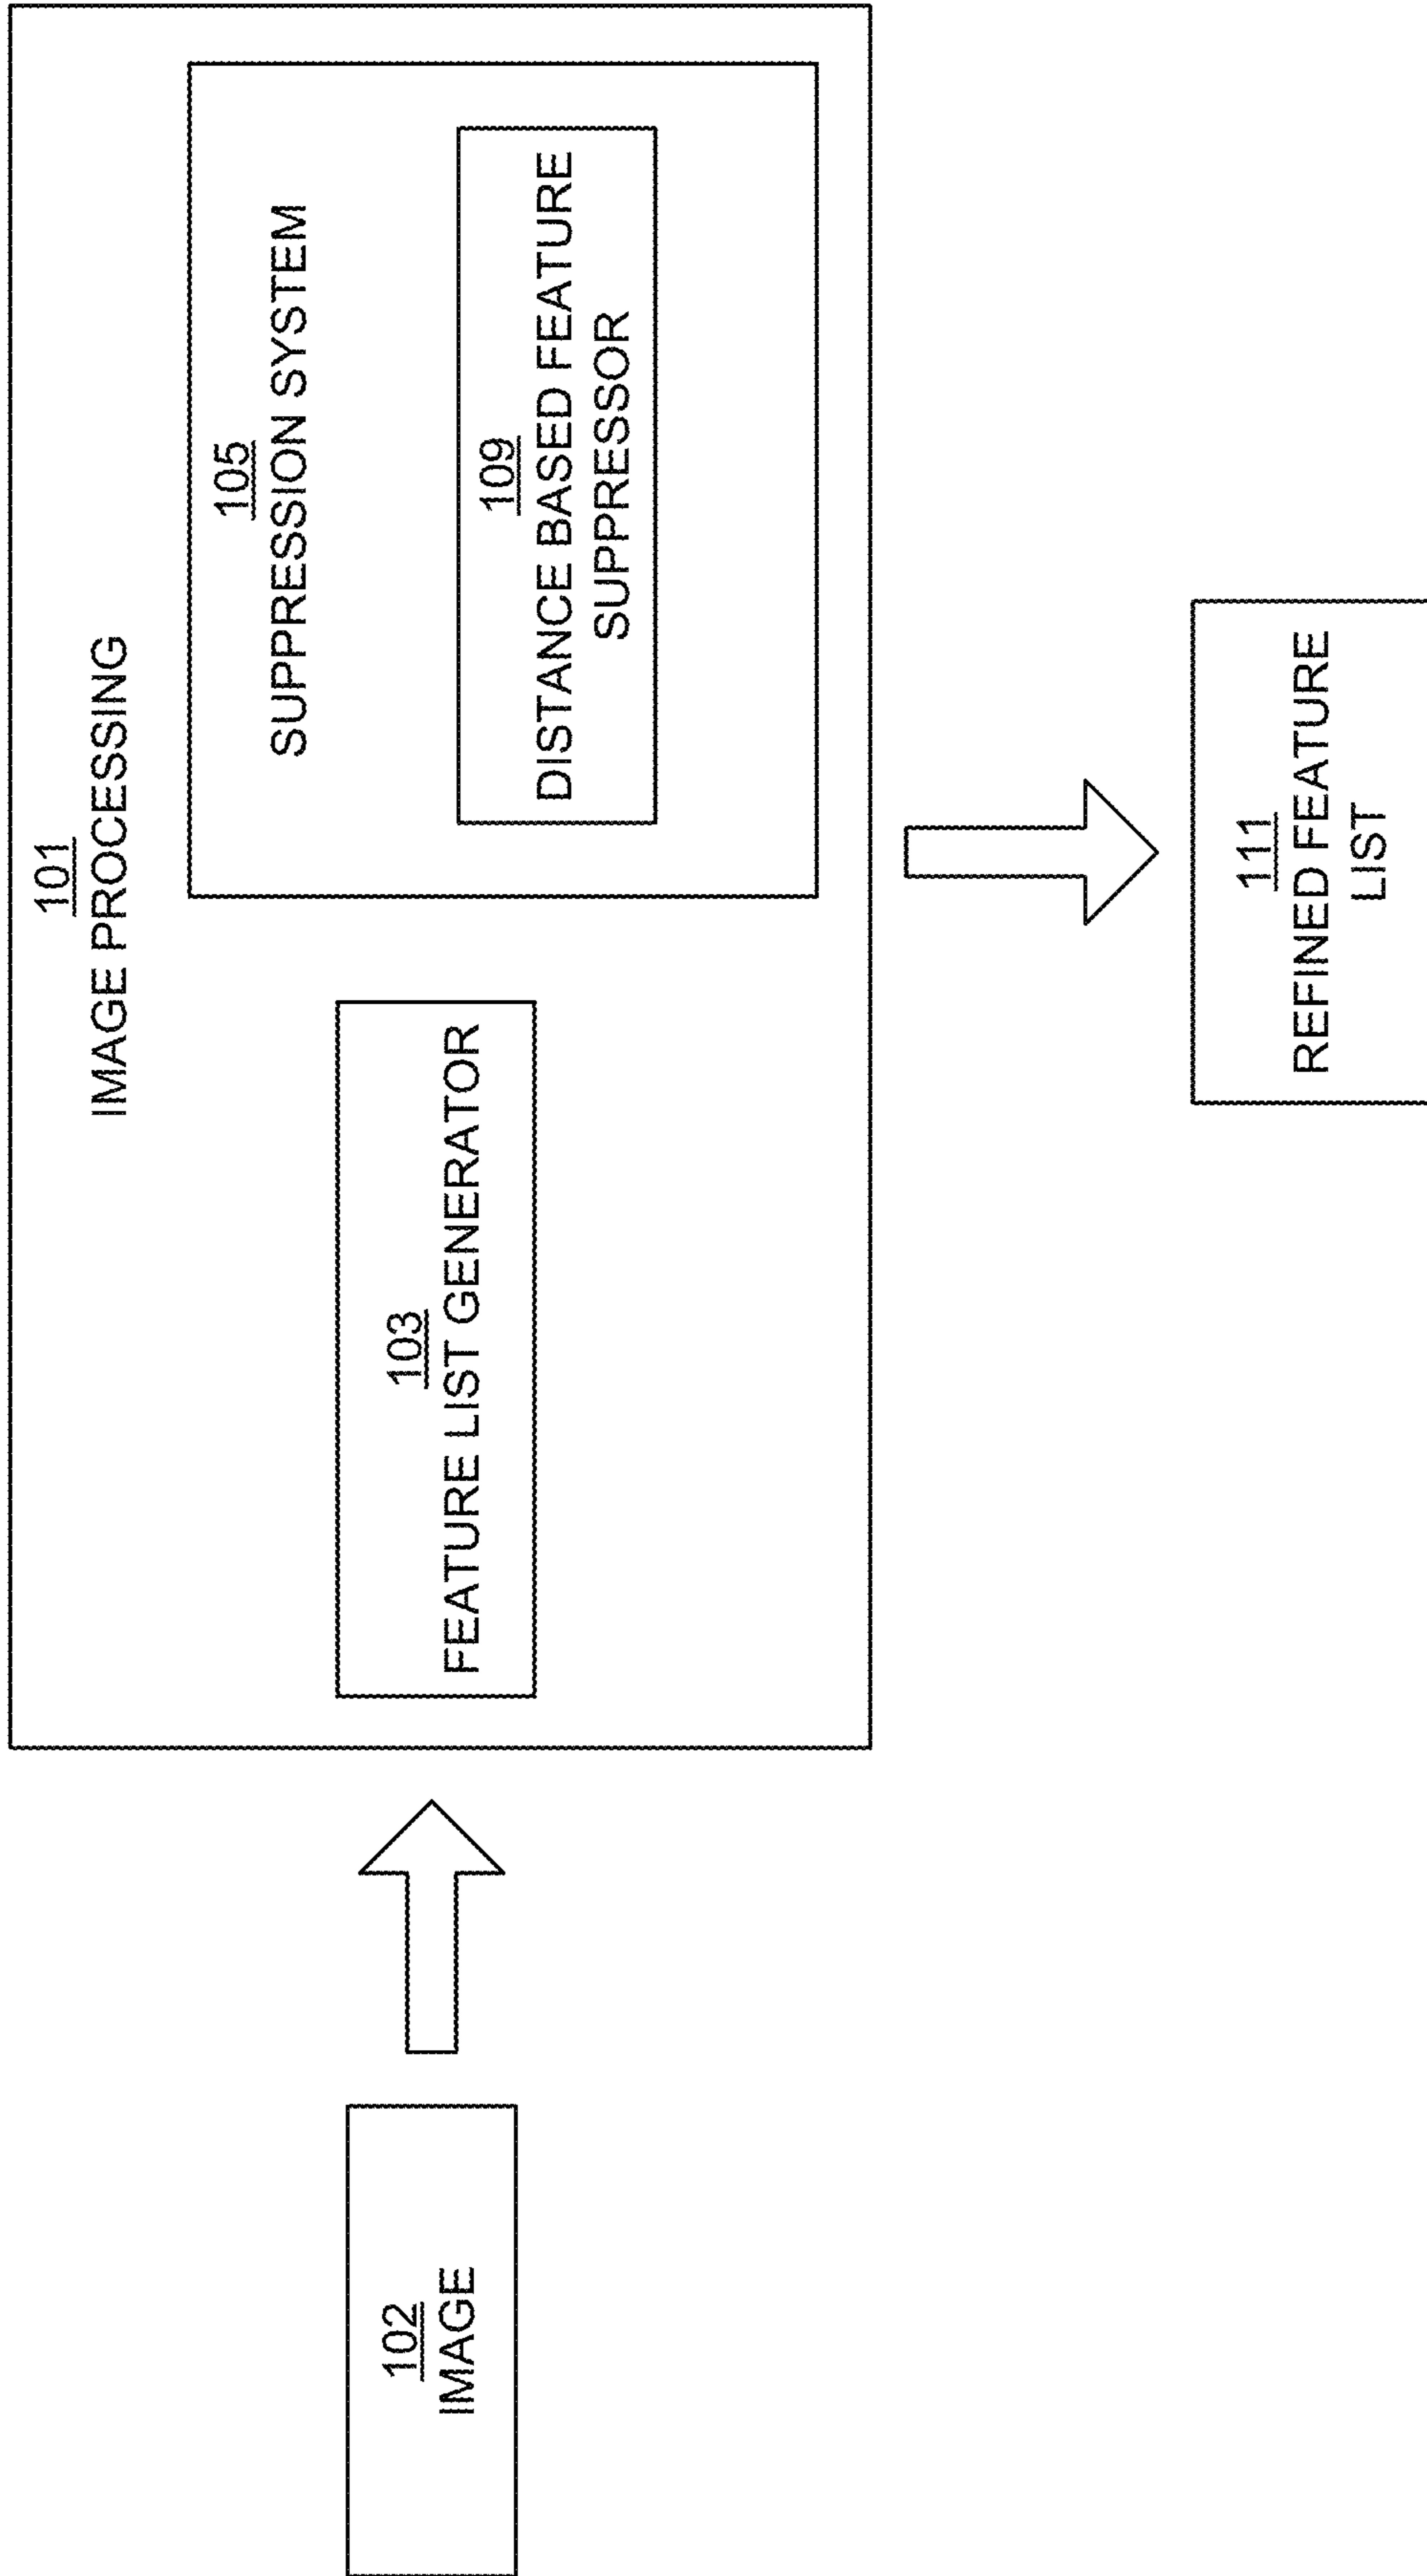 101
IMAGE PROCESSING
105
SUPPRESSION SYSTEM
109
DISTANCE BASED FEATURE
SUPPRESSOR
103
FEATURE LIST GENERATOR
102
IMAGE
111
REFINED FEATURE
LIST